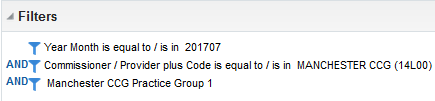 Filters
Year Month is equal to / is in 201707
AND Commissioner / Provider plus Code is equal to / is in MANCHESTER CCG (14L00)
AND Manchester CCG Practice Group 1